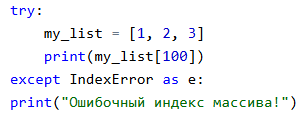 try:
    my_list = [1, 2, 3]
    print(my_list[100])
except IndexError as e:
print("Ошибочный индекс массива!")